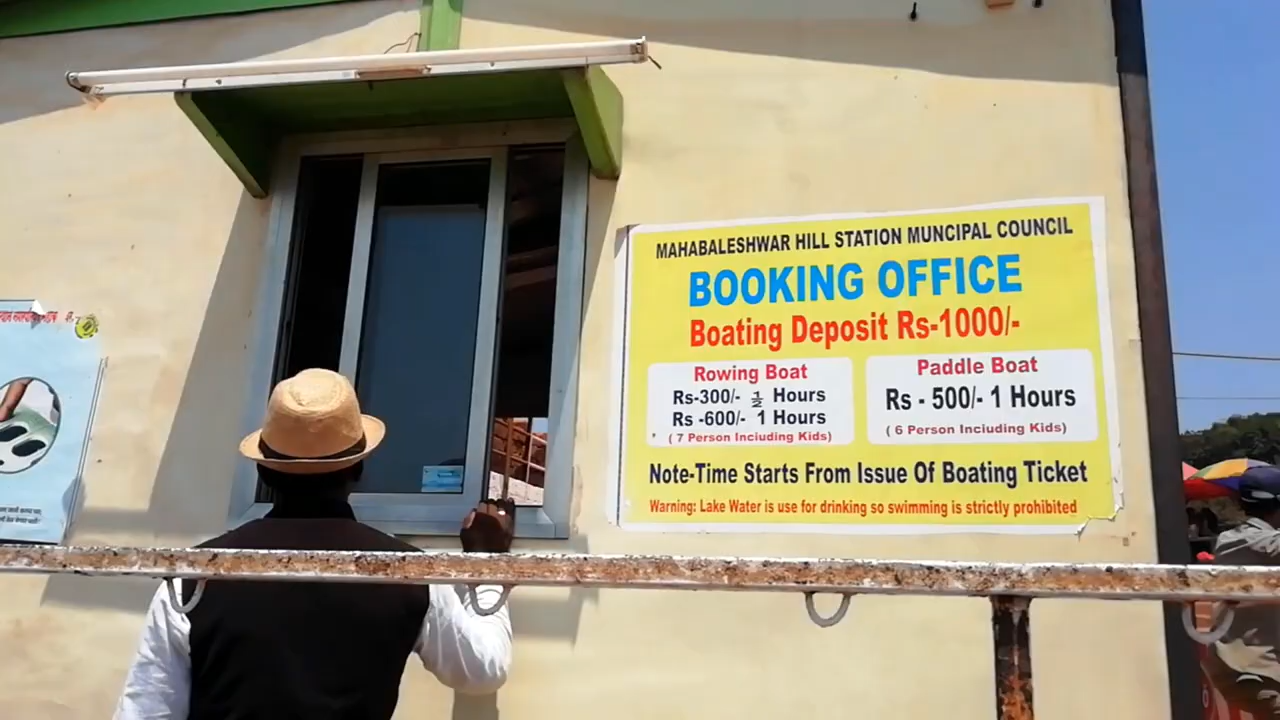 MAHABALESHWAR HILL STATION MUNCIPAL COUNCIL
BOOKING OFFICE
Boating Deposit Rs-1000/-
Rowing Boat
Rs-300/- ½ Hours
Rs -600/- 1 Hours
( 7 Person Including Kids)
Paddle Boat
Rs - 500/- 1 Hours
( 6 Person Including Kids)
Note-Time Starts From Issue Of Boating Ticket
Warning: Lake Water is use for drinking so swimming is strictly prohibited